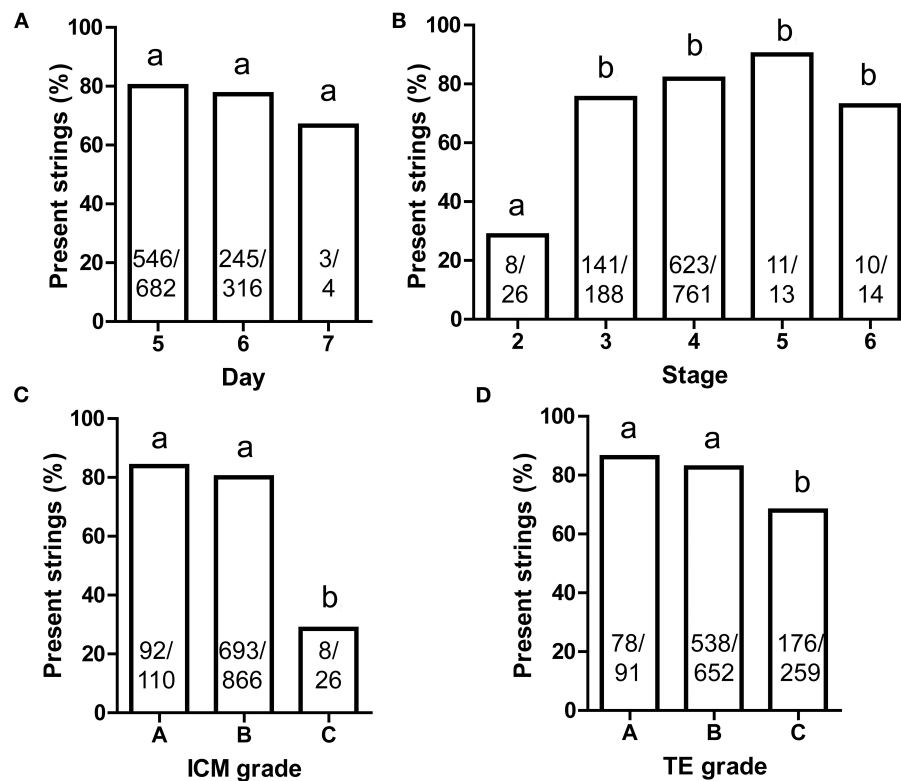 A
Present strings (%)
100
80
60
40
20
0
a
a
a
546/
682
245/
316
3/
4
5
6
7
Day
B
Present strings (%)
100
80
60
40
20
0
a
b
b
b
b
8/
26
141/
188
623/
761
11/
13
10/
14
2
3
4
5
6
Stage
C
Present strings (%)
100
80
60
40
20
0
a
a
b
92/
110
693/
866
8/
26
A
B
C
ICM grade
D
Present strings (%)
100
80
60
40
20
0
a
a
b
78/
91
538/
652
176/
259
A
B
C
TE grade